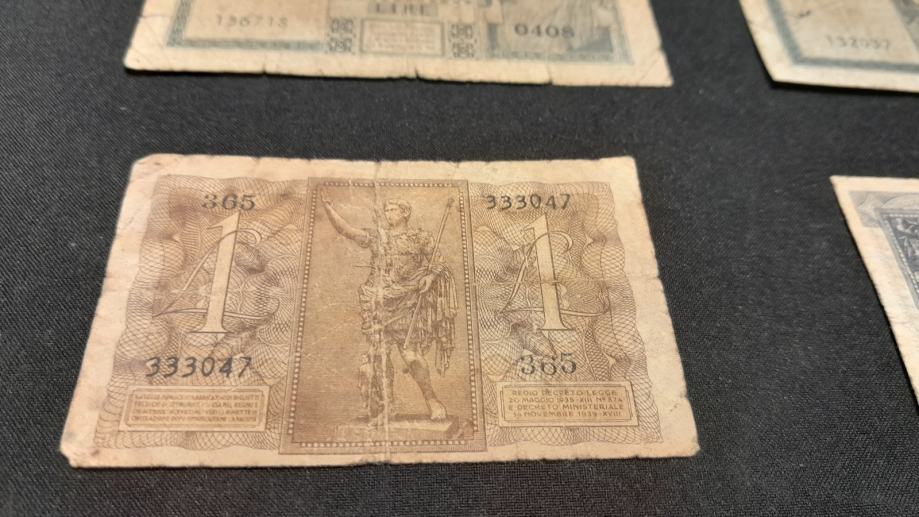 136713
LIRE
0408
132037
365
333047
1
1
333047
365
REGIO DECRETO-LEGGE
20 MAGGIO 1935-XIII N° 874
E DECRETO MINISTERIALE
14 NOVEMBRE 1939-XVIII